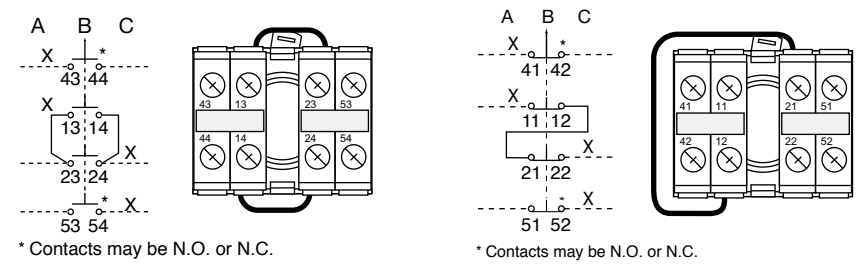 A B C
X *
43 44
X
13 14
23 24
X
* X
53 54
* Contacts may be N.O. or N.C.
43 13 23 53
44 14 24 54
A B C
X *
41 42
X
11 12
X
21 22
* X
51 52
* Contacts may be N.O. or N.C.
41 11 21 51
42 12 22 52